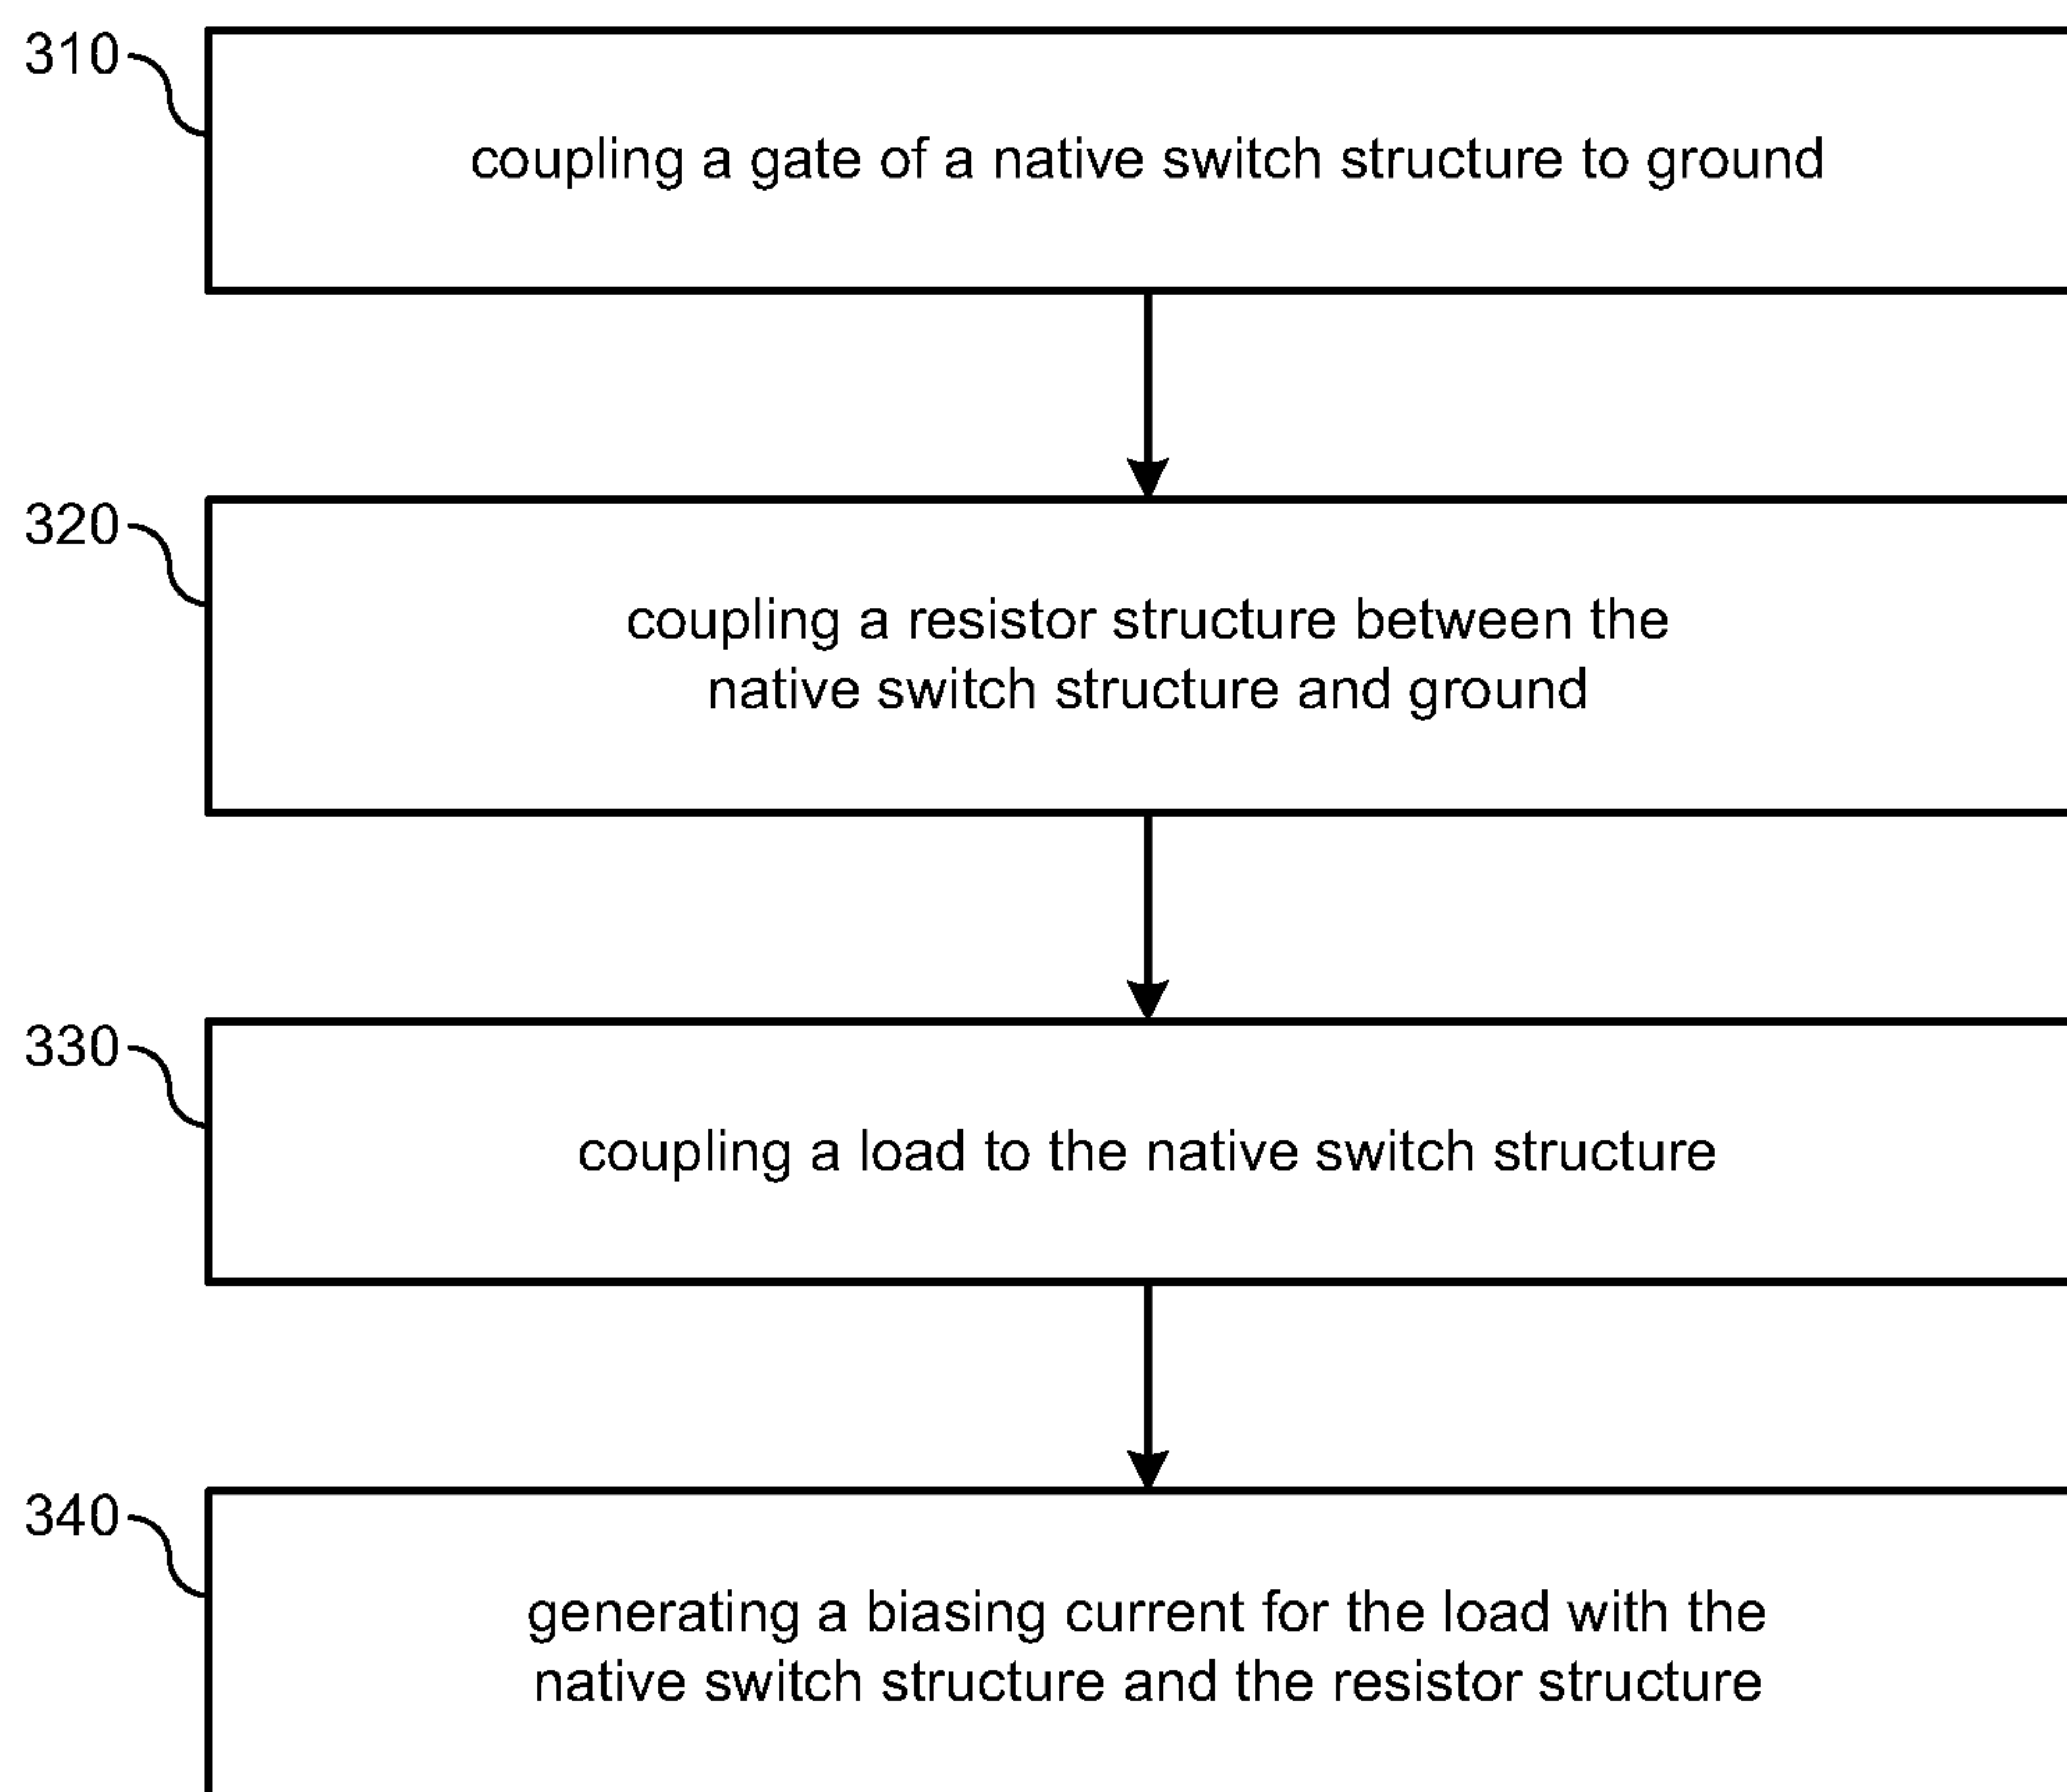 310
coupling a gate of a native switch structure to ground
320
coupling a resistor structure between the
native switch structure and ground
330
coupling a load to the native switch structure
340
generating a biasing current for the load with the
native switch structure and the resistor structure